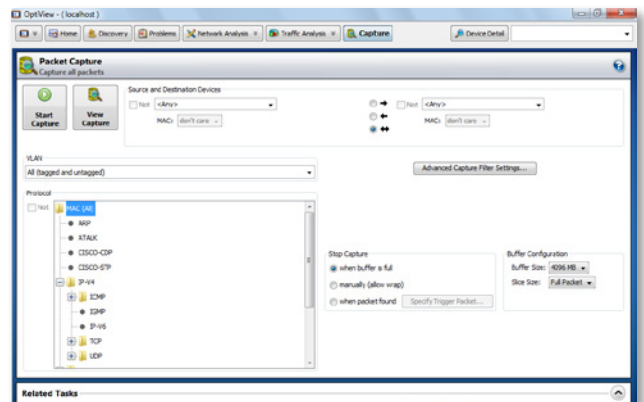 OptView - ( localhost )
Home
Discovery
Problems
Network Analysis
Traffic Analysis
Capture
Device Detail
Packet Capture
Capture all packets
Start Capture
View Capture
Source and Destination Devices
Not
<Any>
MAC: don't care
Not
<Any>
MAC: don't care
VLAN
All (tagged and untagged)
Advanced Capture Filter Settings...
Protocol
Not
MAC (All)
ARP
ATALK
CISCO-CDP
CISCO-STP
IP-V4
ICMP
IGMP
IP-V6
TCP
UDP
Stop Capture
when buffer is full
manually (allow wrap)
when packet found
Specify Trigger Packet...
Buffer Configuration
Buffer Size: 4096 MB
Slice Size: Full Packet
Related Tasks